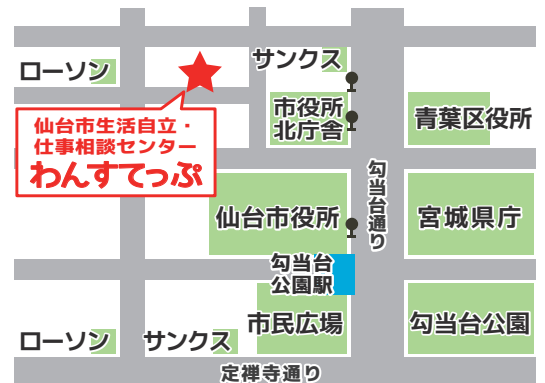 ローソン
サンクス
仙台市生活自立・
仕事相談センター
わんすてっぷ
市役所
北庁舎
青葉区役所
勾当台通り
仙台市役所
宮城県庁
勾当台
公園駅
市民広場
勾当台公園
ローソン
サンクス
定禅寺通り